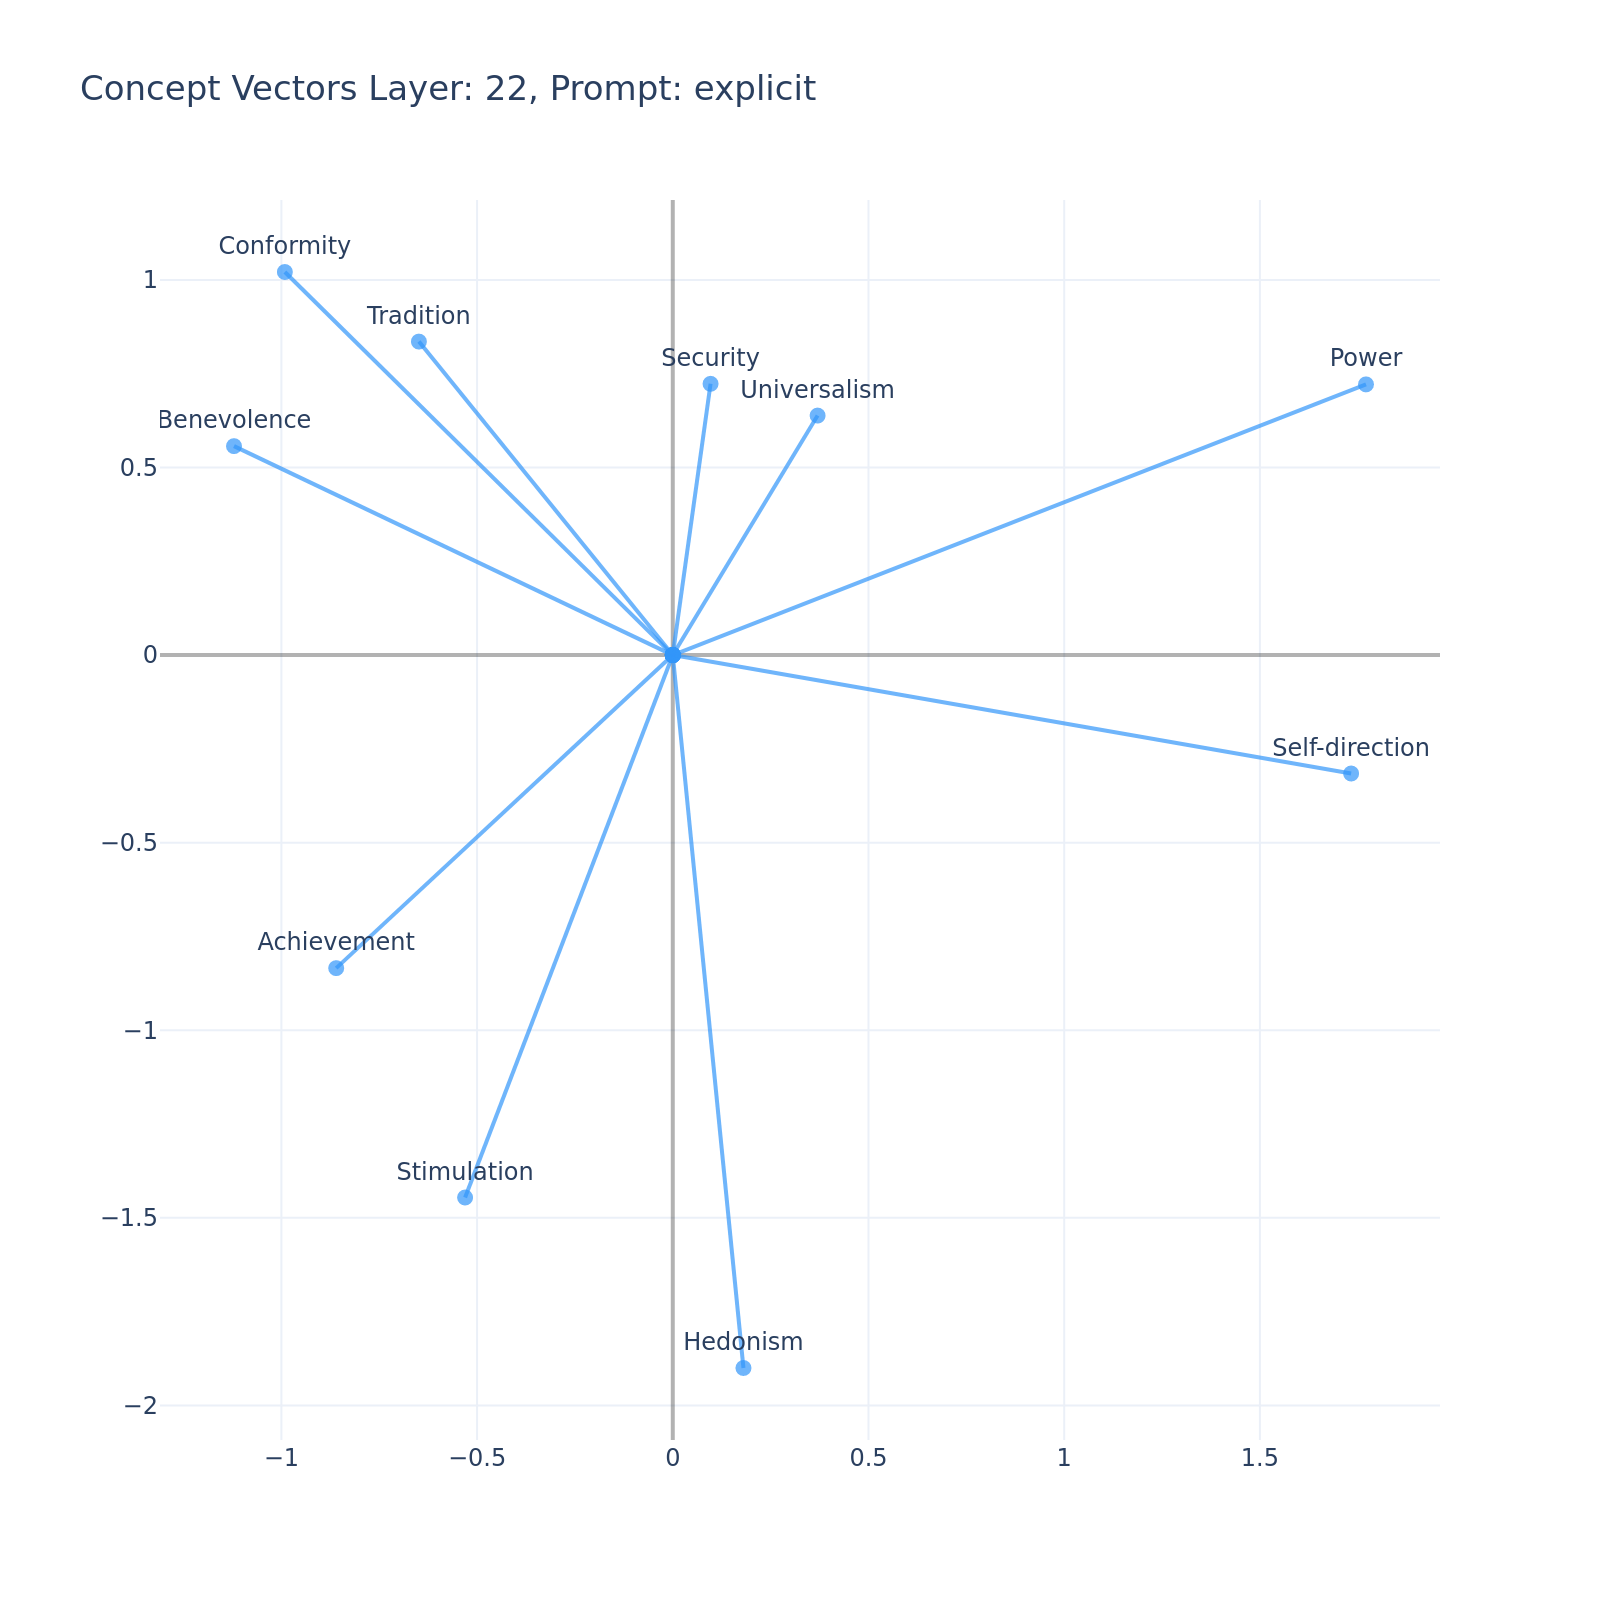 Concept Vectors Layer: 22, Prompt: explicit
Conformity
1
Tradition
Security
Power
Universalism
Benevolence
0.5
0
Self-direction
−0.5
Achievement
−1
Stimulation
−1.5
Hedonism
−2
−1
−0.5
0
0.5
1
1.5